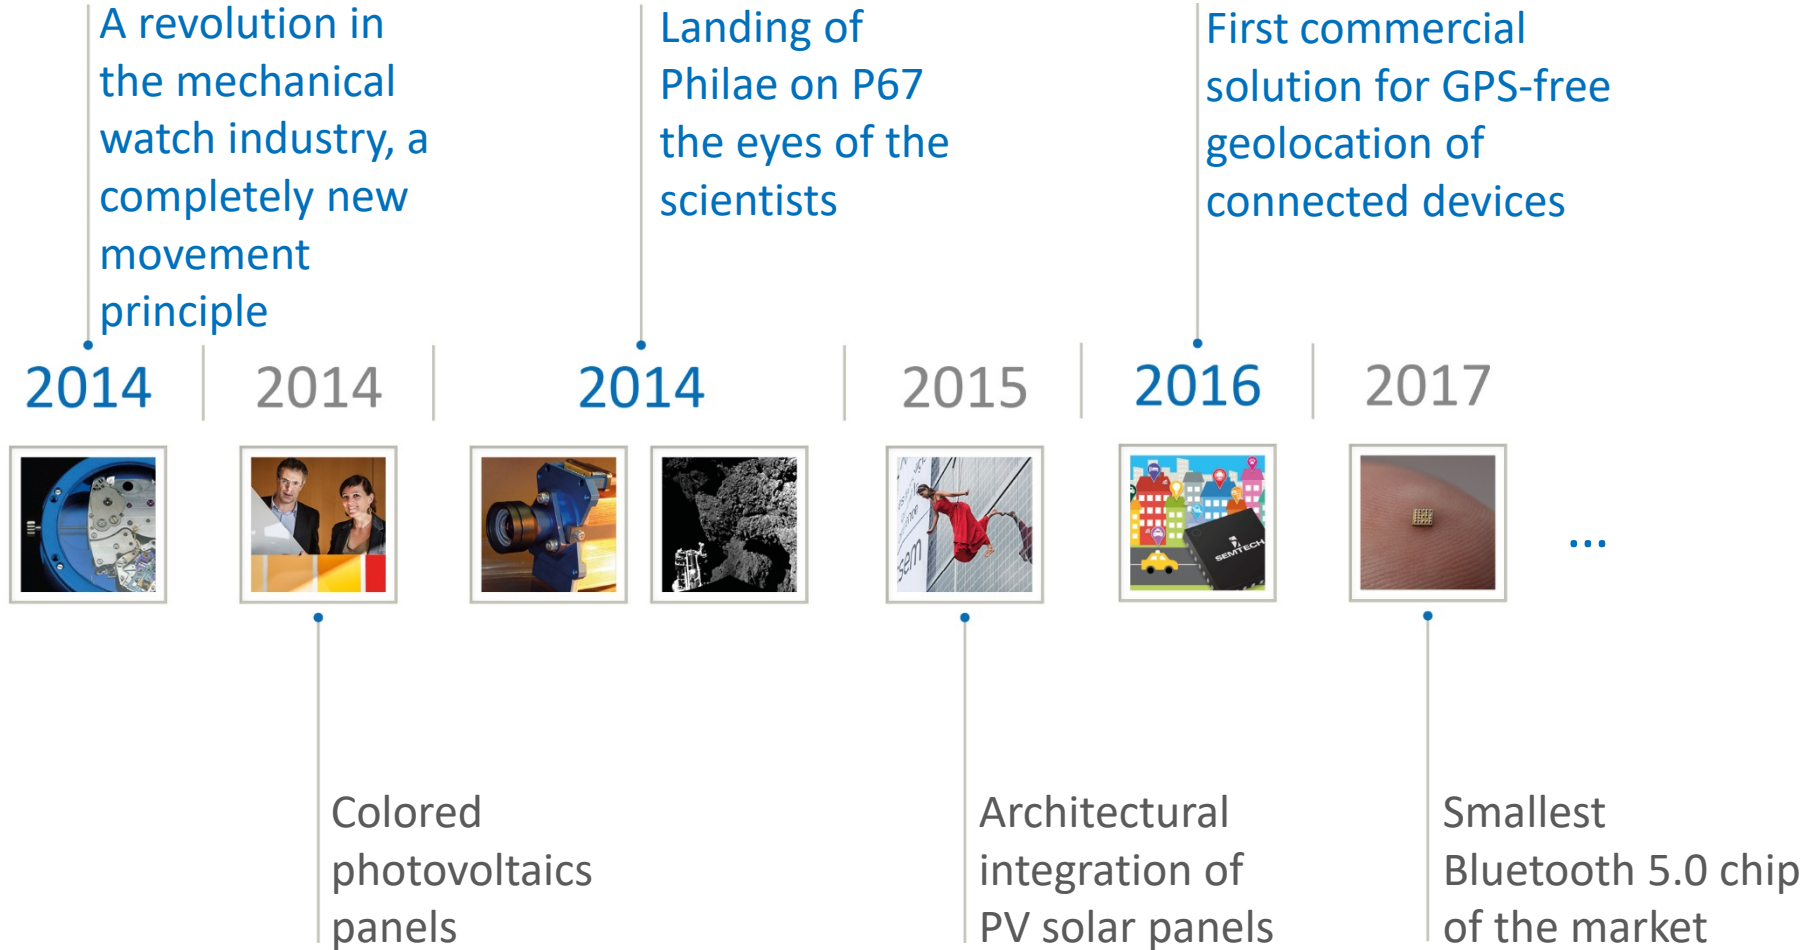 A revolution in
the mechanical
watch industry, a
completely new
movement
principle
Landing of
Philae on P67
the eyes of the
scientists
First commercial
solution for GPS-free
geolocation of
connected devices
2014
2014
2014
2015
2016
2017
sem
SEMTECH
...
Colored
photovoltaics
panels
Architectural
integration of
PV solar panels
Smallest
Bluetooth 5.0 chip
of the market